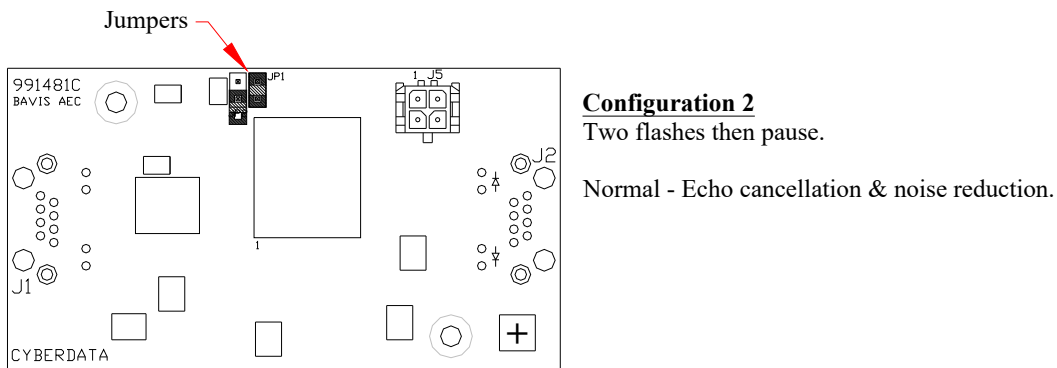 Jumpers
991481C
BAVIS AEC
JP1
1 J5
Configuration 2
Two flashes then pause.
J2
Normal - Echo cancellation & noise reduction.
1
J1
CYBERDATA
+